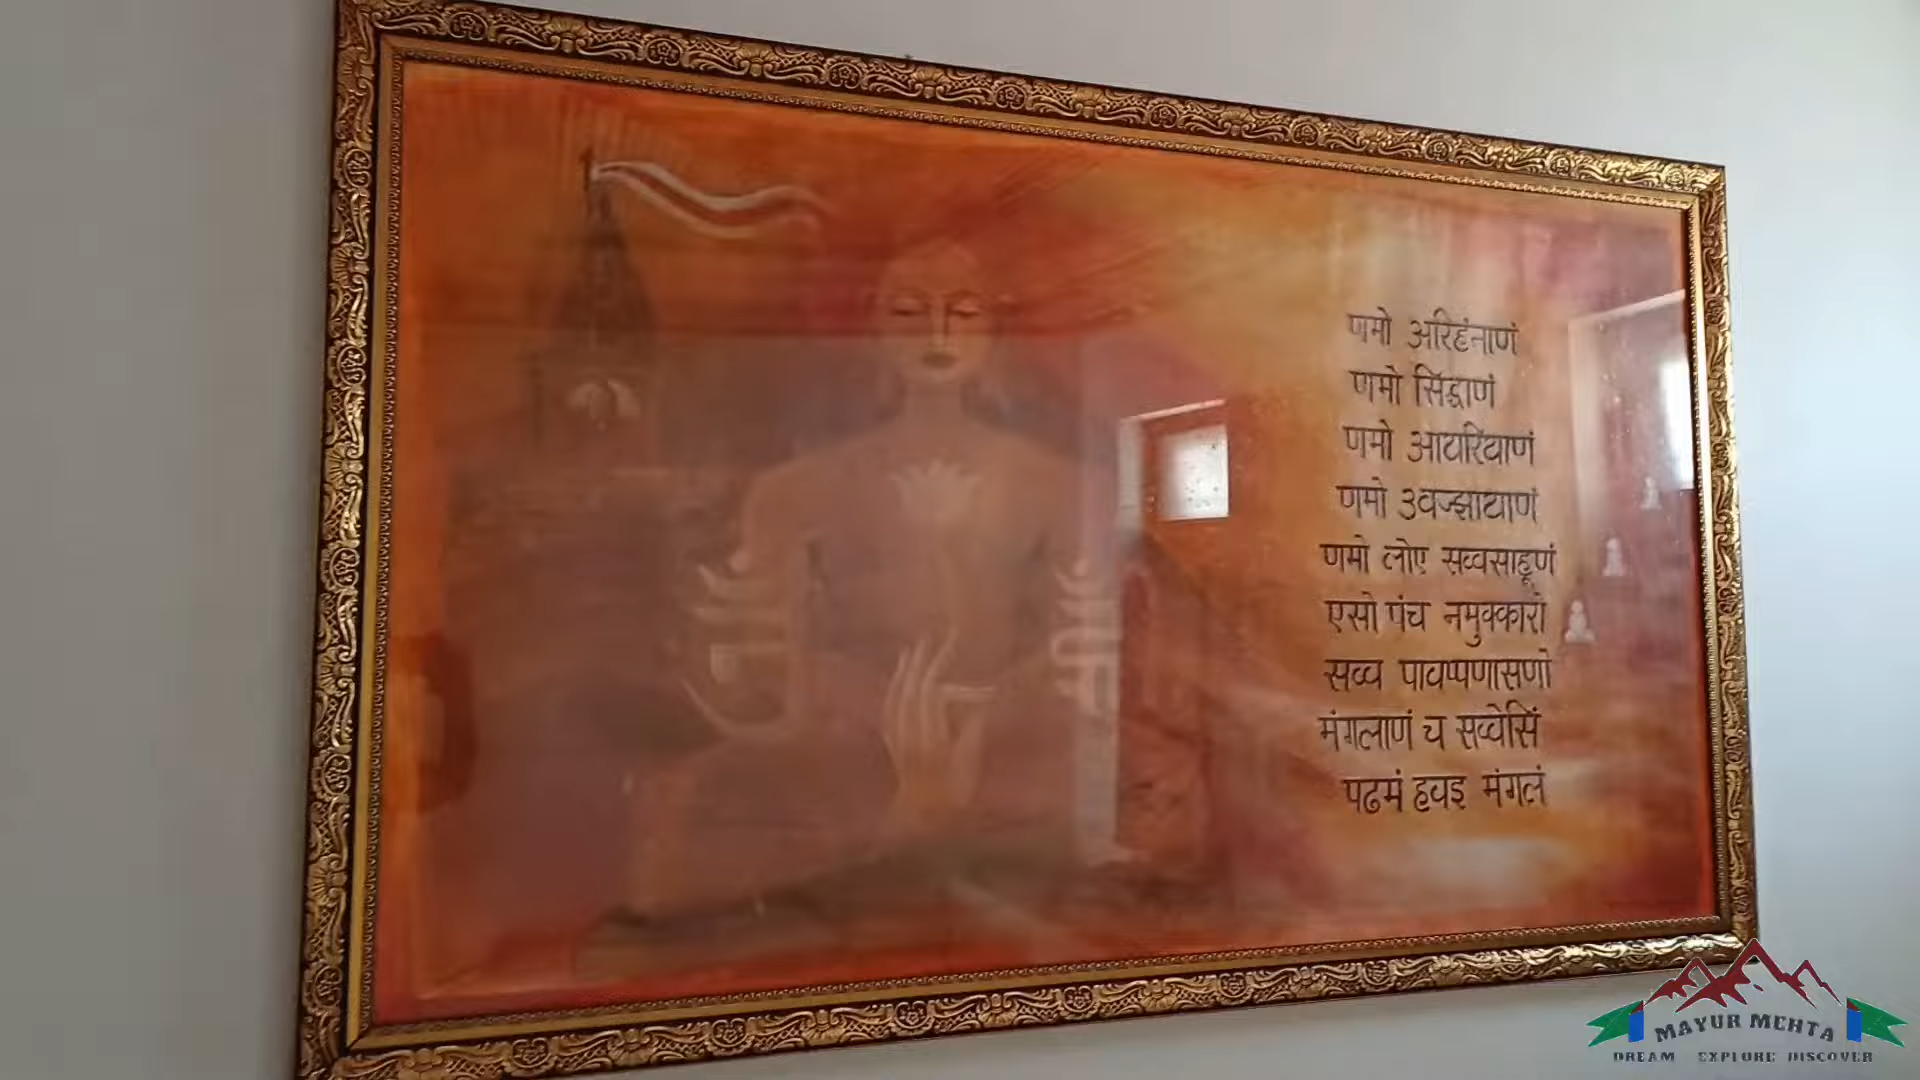 णमो अरिहंताणं
णमो सिद्धाणं
णमो आयरियाणं
णमो उवज्झायाणं
णमो लोए सव्वसाहूणं
एसो पंच नमुक्कारो
सव्व पावप्पणासणो
मंगलाणं च सव्वेसिं
पढमं हवइ मंगलं
MAYUR MEHTA
DREAM EXPLORE DISCOVER